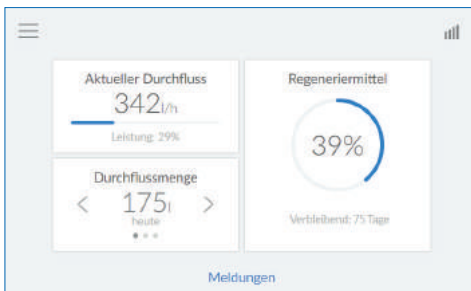 Aktueller Durchfluss
342l/h
Leistung: 29%
Durchflussmenge
175l
heute
Regeneriermittel
39%
Verbleibend: 75 Tage
Meldungen